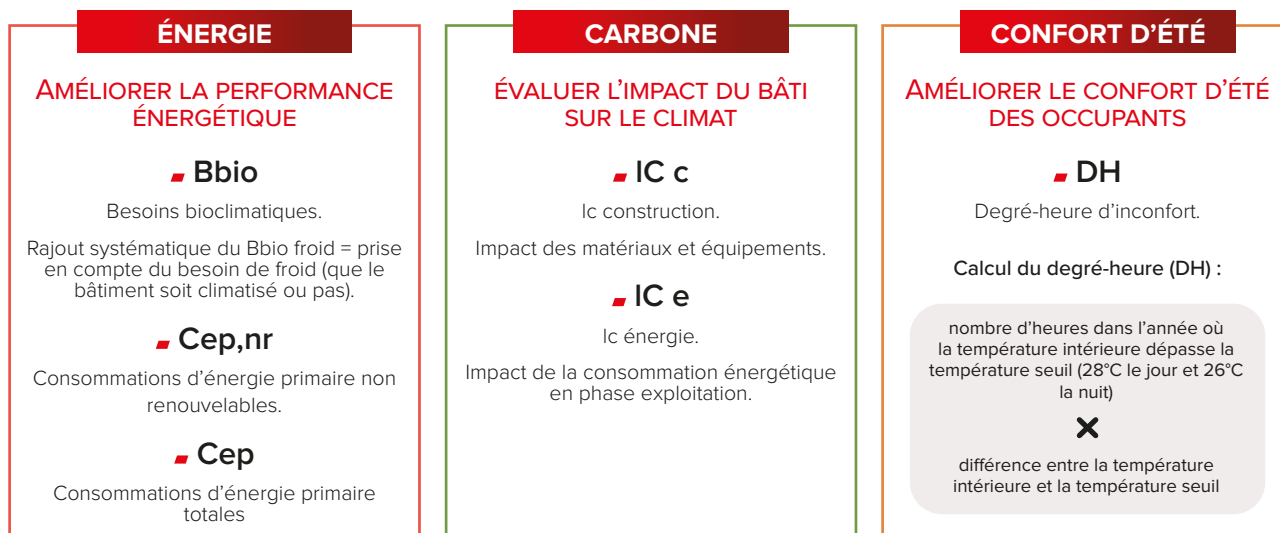 ÉNERGIE
AMÉLIORER LA PERFORMANCE
ÉNERGÉTIQUE
Bbio
Besoins bioclimatiques.
Rajout systématique du Bbio froid = prise
en compte du besoin de froid (que le
bâtiment soit climatisé ou pas).
Cep,nr
Consommations d'énergie primaire non
renouvelables.
Cep
Consommations d'énergie primaire
totales
CARBONE
ÉVALUER L'IMPACT DU BÂTI
SUR LE CLIMAT
IC c
Ic construction.
Impact des matériaux et équipements.
IC e
Ic énergie.
Impact de la consommation énergétique
en phase exploitation.
CONFORT D'ÉTÉ
AMÉLIORER LE CONFORT D'ÉTÉ
DES OCCUPANTS
DH
Degré-heure d'inconfort.
Calcul du degré-heure (DH) :
nombre d'heures dans l'année où
la température intérieure dépasse la
température seuil (28°C le jour et 26°C
la nuit)
×
différence entre la température
intérieure et la température seuil